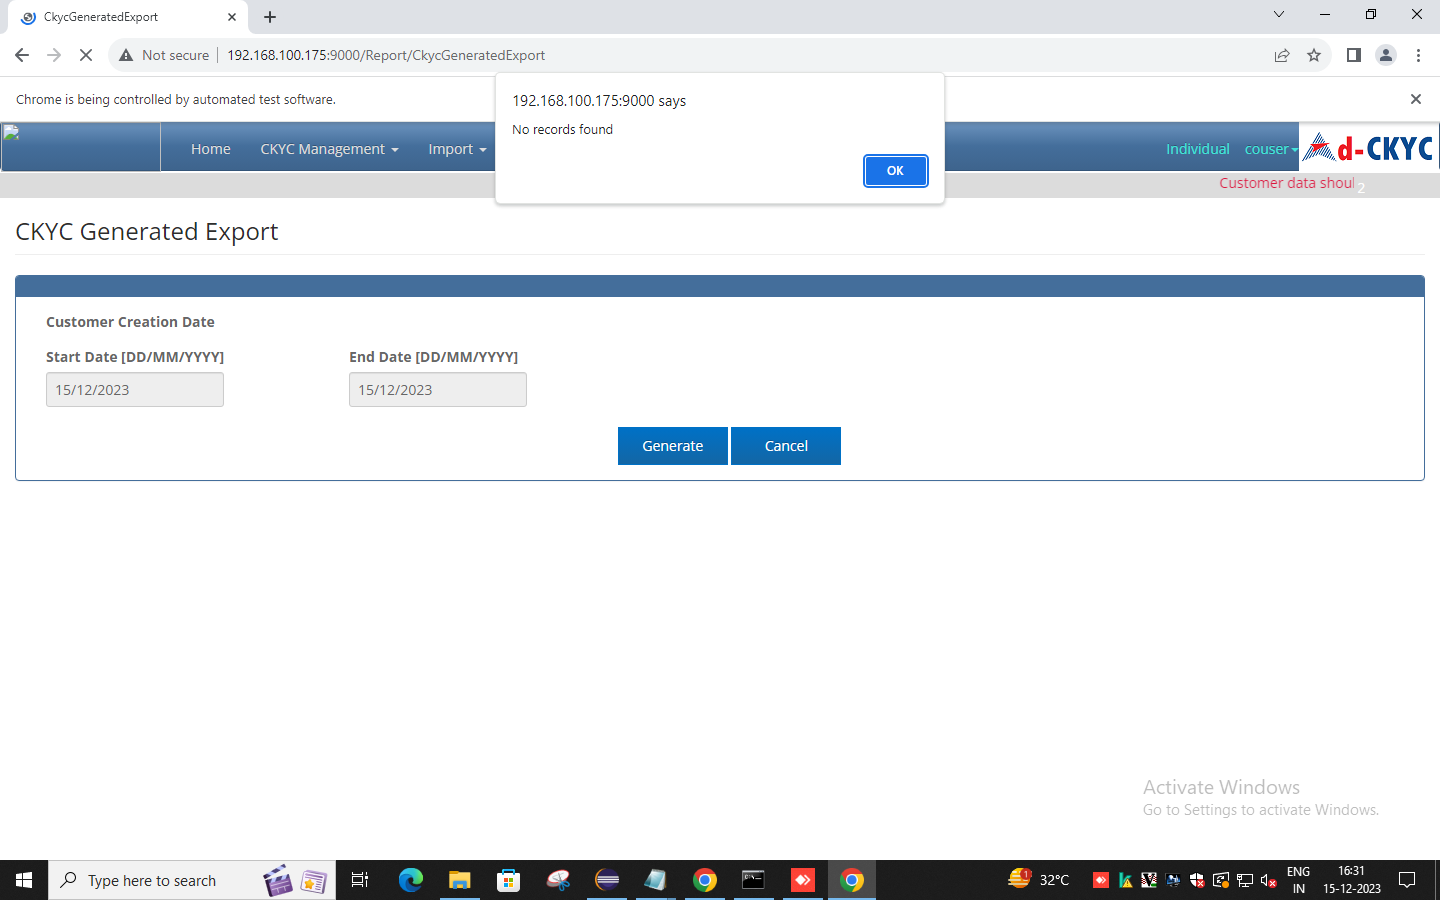 CkycGeneratedExport
Not secure
192.168.100.175:9000/Report/CkycGeneratedExport
Chrome is being controlled by automated test software.
192.168.100.175:9000 says
No records found
OK
Home
CKYC Management
Import
Individual
couser
d-CKYC
Customer data shoul
2
CKYC Generated Export
Customer Creation Date
Start Date [DD/MM/YYYY]
End Date [DD/MM/YYYY]
15/12/2023
15/12/2023
Generate
Cancel
Activate Windows
Go to Settings to activate Windows.
Type here to search
1
32°C
ENG
IN
16:31
15-12-2023